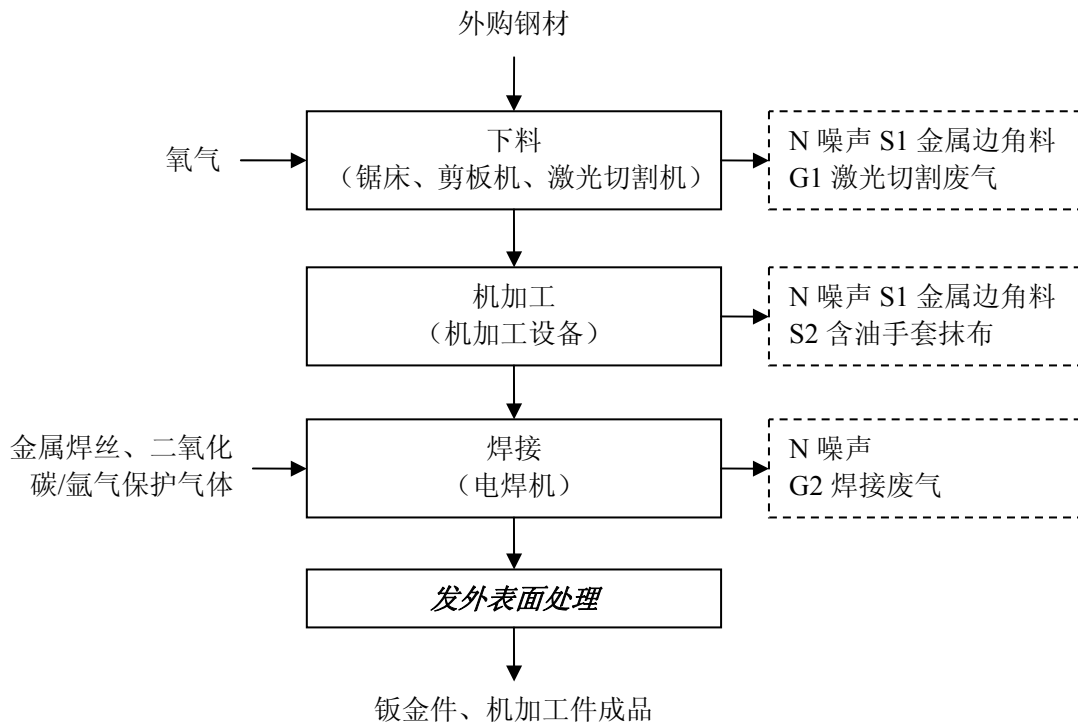 外购钢材
氧气
下料
（锯床、剪板机、激光切割机）
N 噪声 S1 金属边角料
G1 激光切割废气
机加工
（机加工设备）
N 噪声 S1 金属边角料
S2 含油手套抹布
金属焊丝、二氧化
碳/氩气保护气体
焊接
（电焊机）
N 噪声
G2 焊接废气
发外表面处理
钣金件、机加工件成品